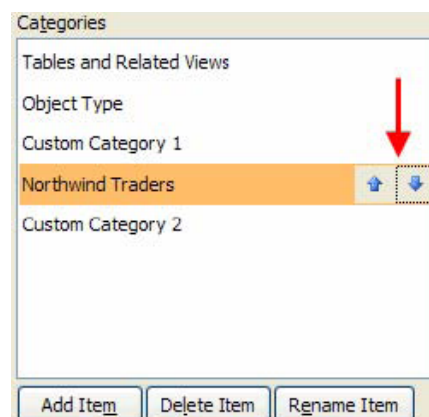 Categories
Tables and Related Views
Object Type
Custom Category 1
Northwind Traders
Custom Category 2
Add Item Delete Item Rename Item